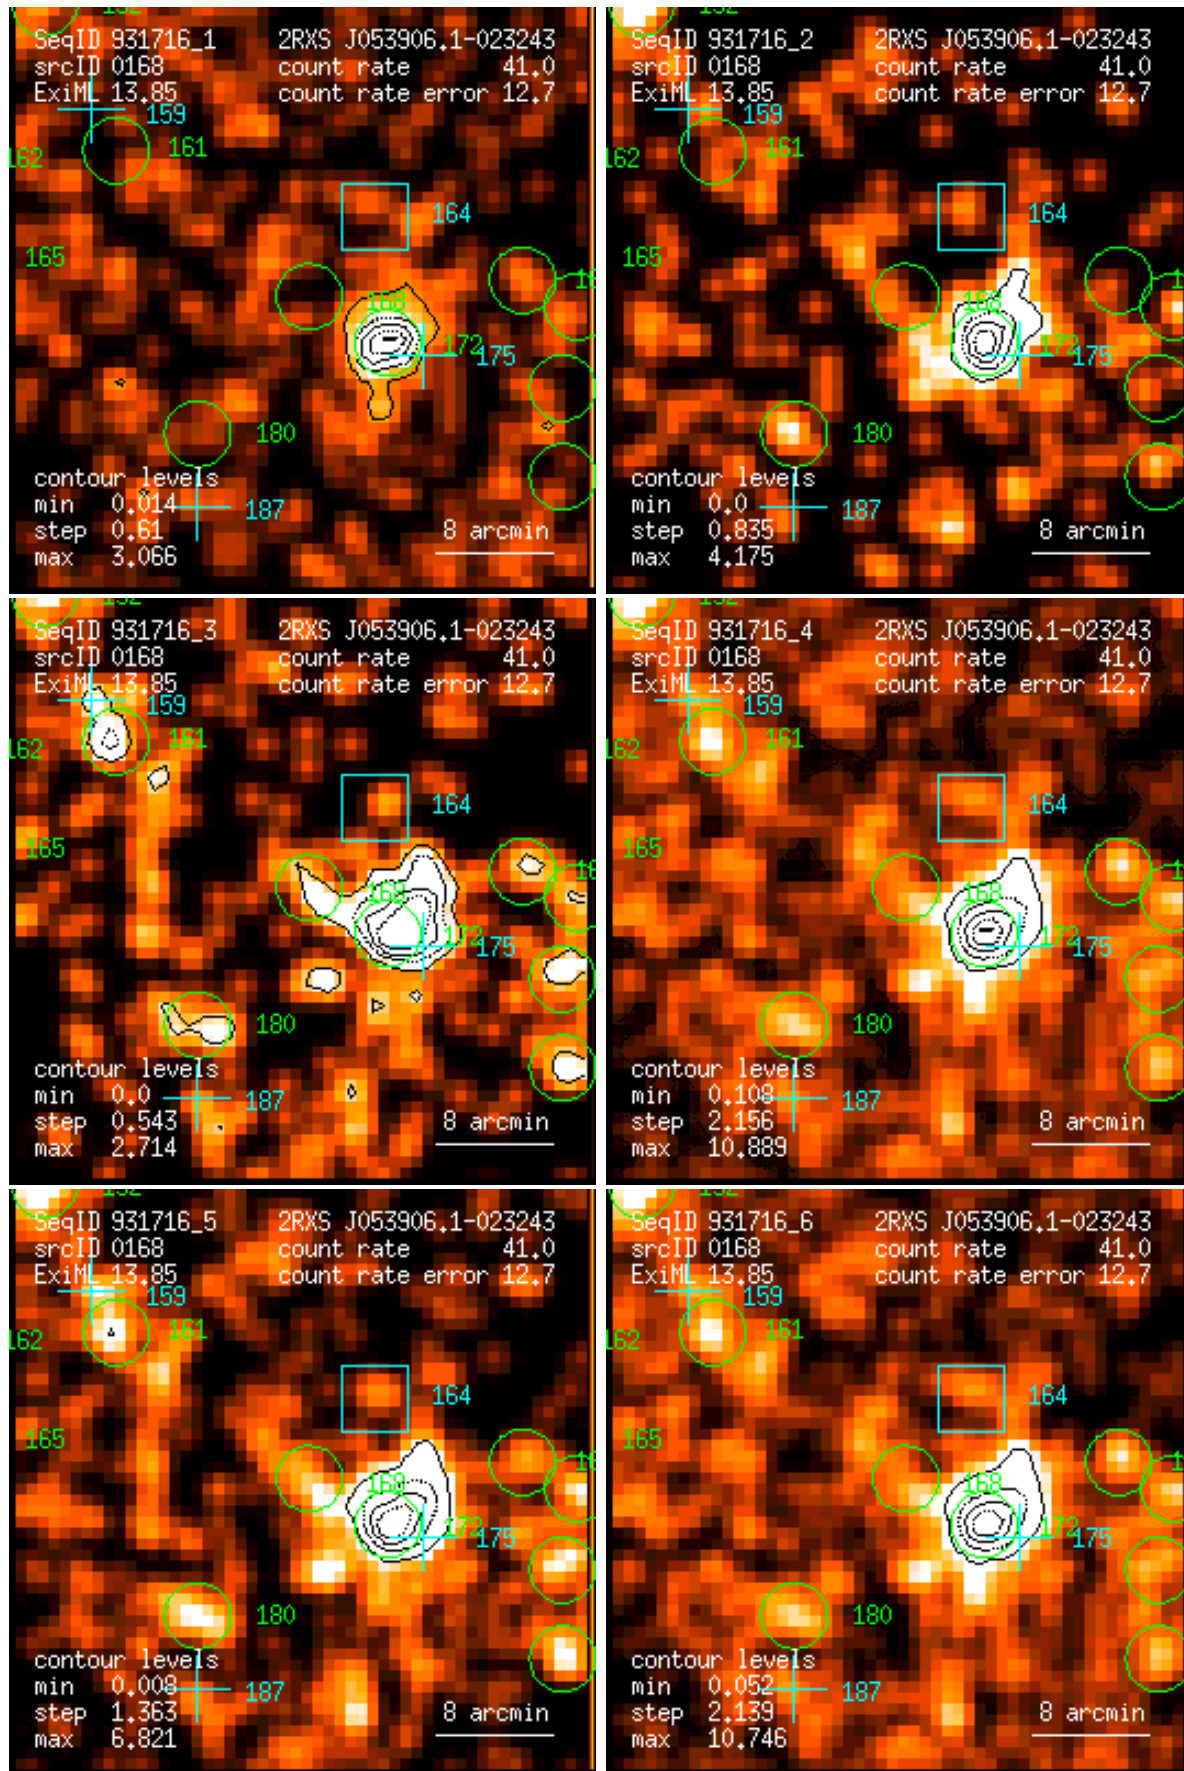 152
SeqID 931716_1 2RXS J053906.1-023243
srcID 0168 count rate 41.0
ExiML 13.85 count rate error 12.7
159
161
162
164
165
168
172 175
180
contour levels
min 0.014 187
step 0.61 8 arcmin
max 3.066
152
SeqID 931716_2 2RXS J053906.1-023243
srcID 0168 count rate 41.0
ExiML 13.85 count rate error 12.7
159
161
162
164
165
168
172 175
180
contour levels
min 0.0 187
step 0.835 8 arcmin
max 4.175
152
SeqID 931716_3 2RXS J053906.1-023243
srcID 0168 count rate 41.0
ExiML 13.85 count rate error 12.7
159
161
162
164
165
168
172 175
180
contour levels
min 0.0 187
step 0.543 8 arcmin
max 2.714
152
SeqID 931716_4 2RXS J053906.1-023243
srcID 0168 count rate 41.0
ExiML 13.85 count rate error 12.7
159
161
162
164
165
168
172 175
180
contour levels
min 0.108 187
step 2.156 8 arcmin
max 10.889
152
SeqID 931716_5 2RXS J053906.1-023243
srcID 0168 count rate 41.0
ExiML 13.85 count rate error 12.7
159
161
162
164
165
168
172 175
180
contour levels
min 0.008 187
step 1.363 8 arcmin
max 6.821
152
SeqID 931716_6 2RXS J053906.1-023243
srcID 0168 count rate 41.0
ExiML 13.85 count rate error 12.7
159
161
162
164
165
168
172 175
180
contour levels
min 0.052 187
step 2.139 8 arcmin
max 10.746